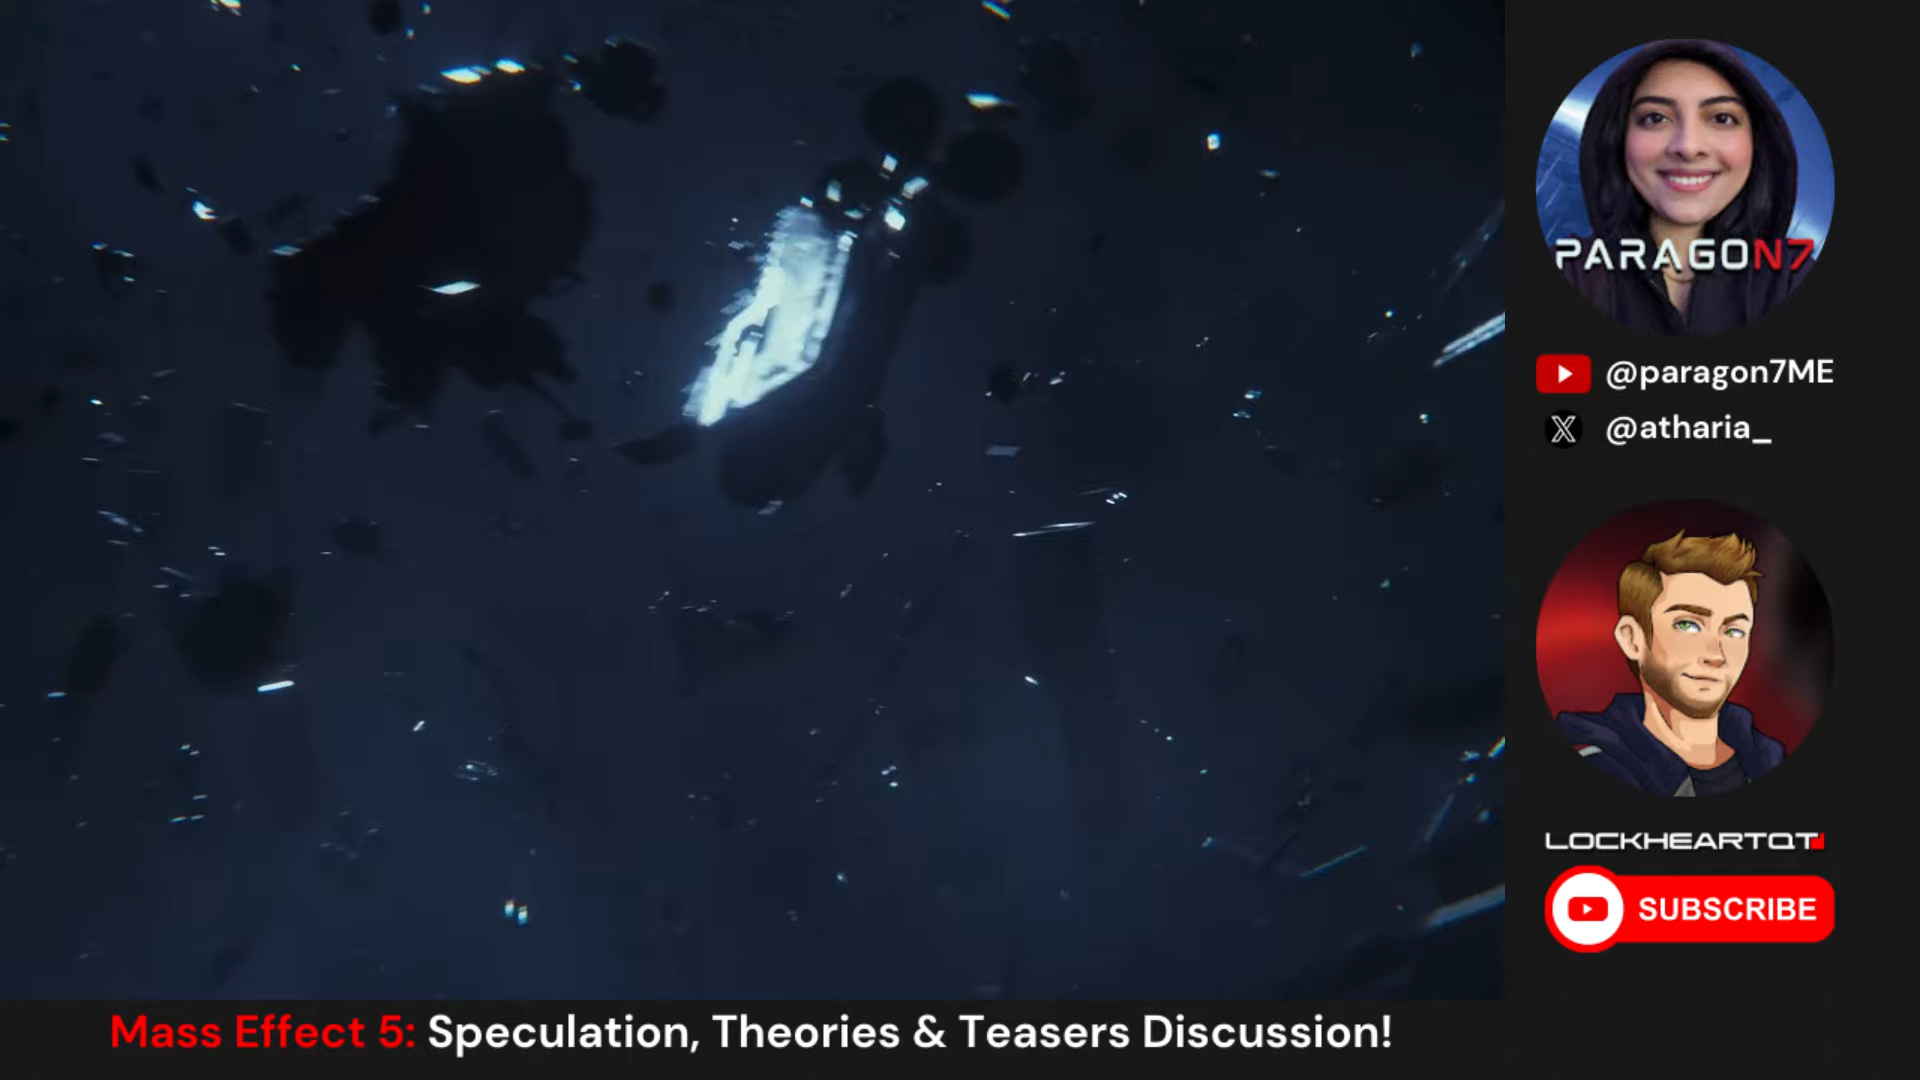 PARAGON7
@paragon7ME
@atharia_
LOCKHEARTQT
SUBSCRIBE
Mass Effect 5: Speculation, Theories & Teasers Discussion!